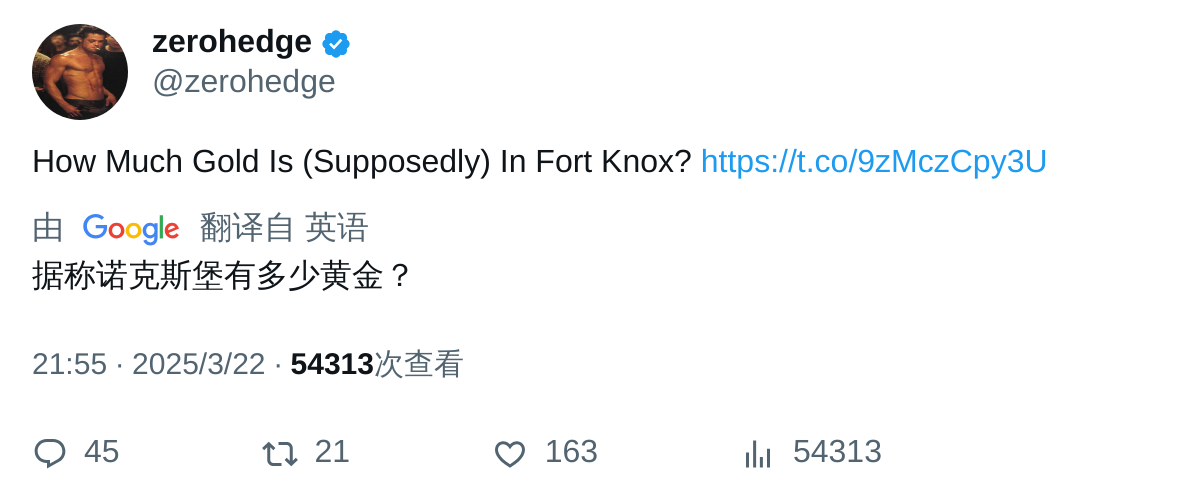 zerohedge
@zerohedge
How Much Gold Is (Supposedly) In Fort Knox? https://t.co/9zMczCpy3U
由 Google 翻译自 英语
据称诺克斯堡有多少黄金？
21:55 · 2025/3/22 · 54313次查看
45 21 163 54313